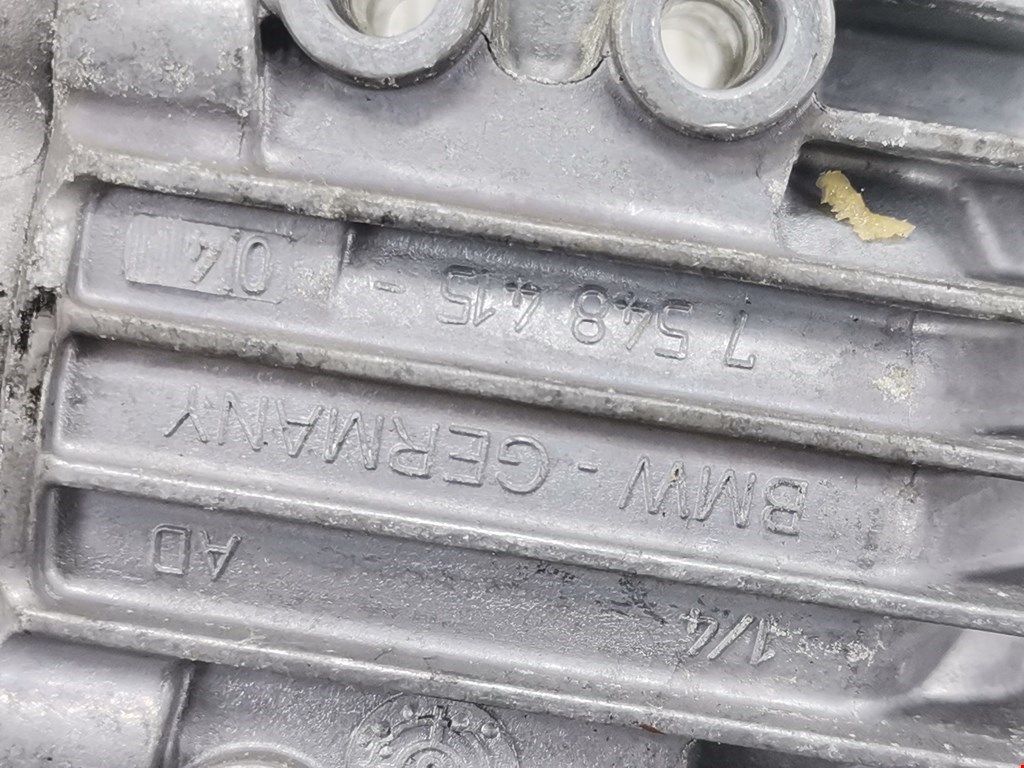 1/4 AD
BMW - GERMANY
7 548 415 - 04